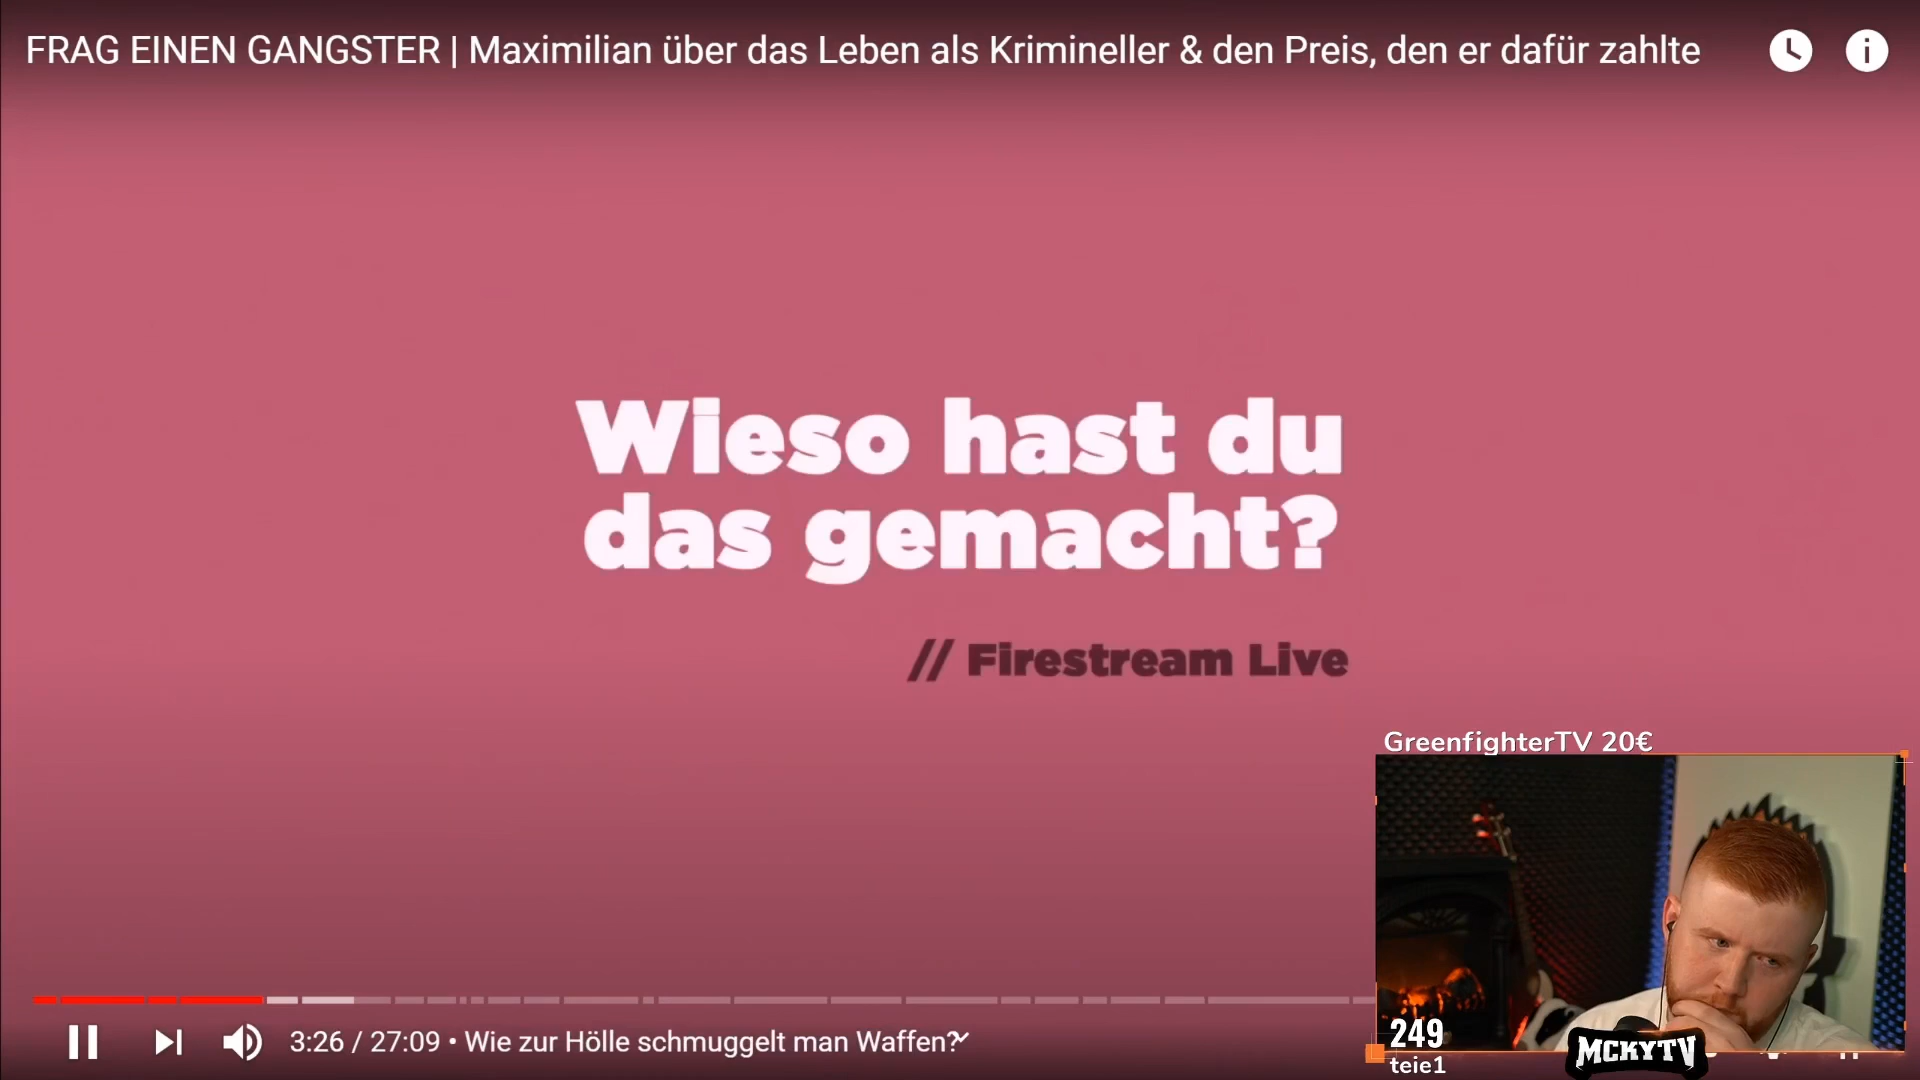 FRAG EINEN GANGSTER | Maximilian über das Leben als Krimineller & den Preis, den er dafür zahlte
Wieso hast du
das gemacht?
// Firestream Live
GreenfighterTV 20€
3:26 / 27:09 • Wie zur Hölle schmuggelt man Waffen?
249
teie1
MCKYTV